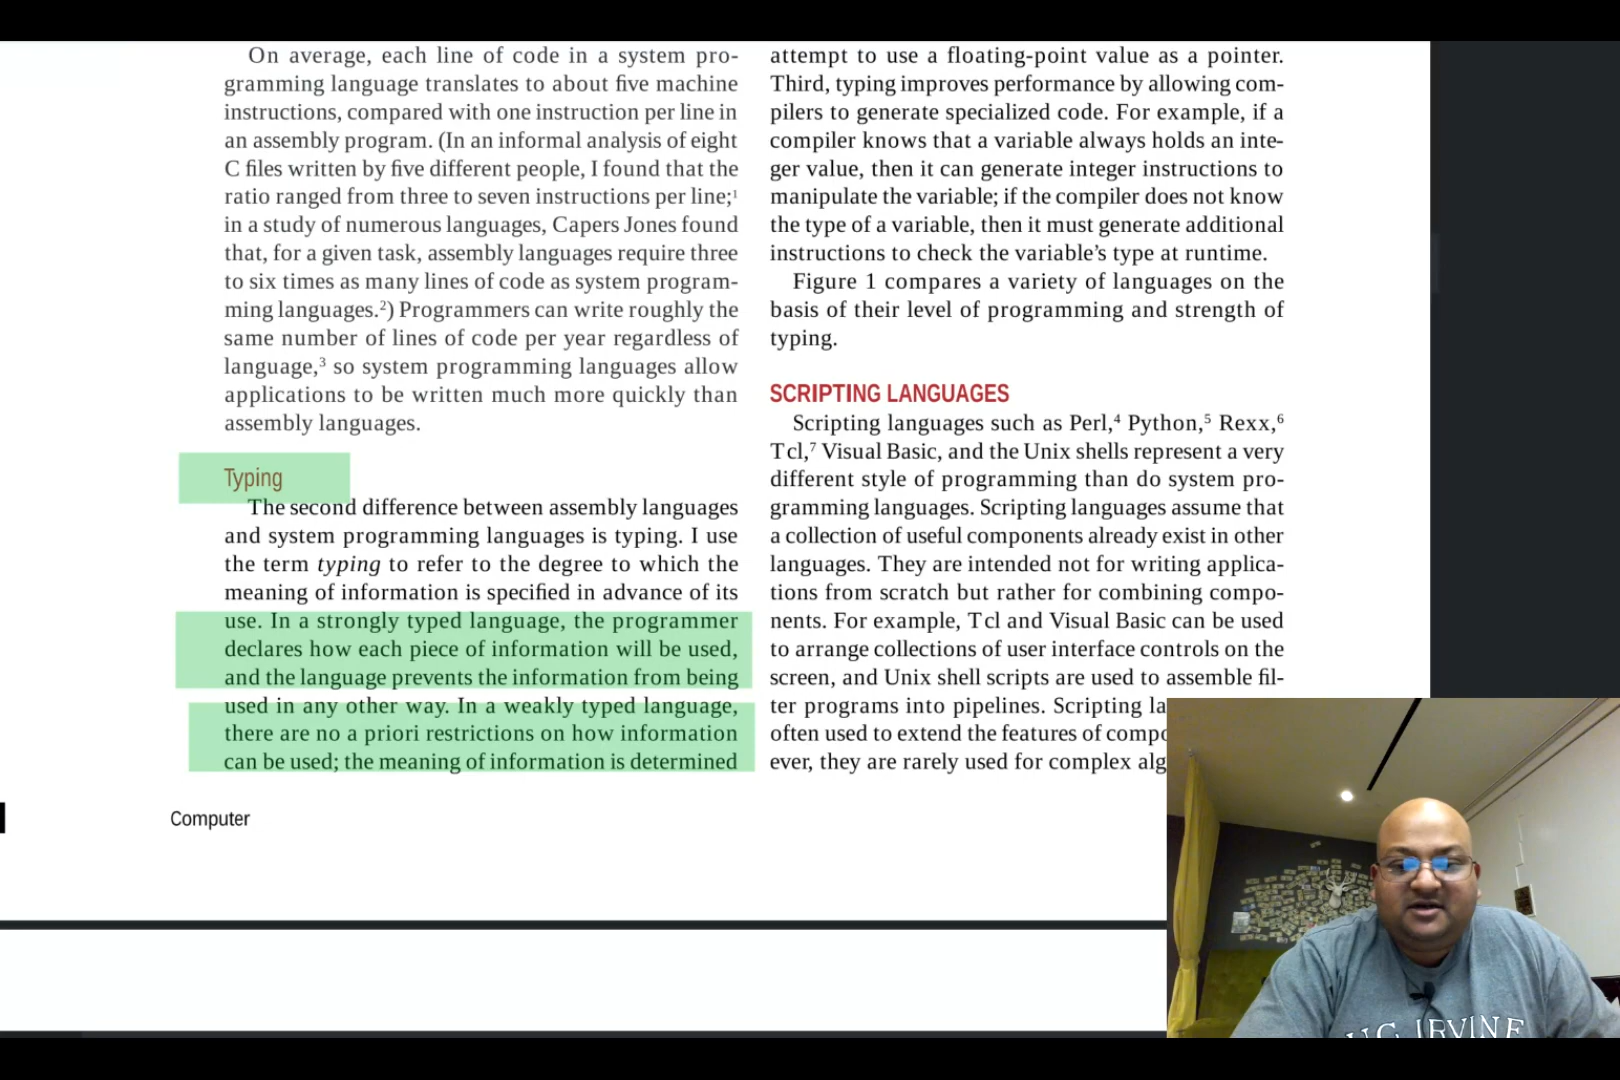 On average, each line of code in a system pro-
gramming language translates to about five machine
instructions, compared with one instruction per line in
an assembly program. (In an informal analysis of eight
C files written by five different people, I found that the
ratio ranged from three to seven instructions per line;¹
in a study of numerous languages, Capers Jones found
that, for a given task, assembly languages require three
to six times as many lines of code as system program-
ming languages.²) Programmers can write roughly the
same number of lines of code per year regardless of
language,³ so system programming languages allow
applications to be written much more quickly than
assembly languages.
Typing
The second difference between assembly languages
and system programming languages is typing. I use
the term typing to refer to the degree to which the
meaning of information is specified in advance of its
use. In a strongly typed language, the programmer
declares how each piece of information will be used,
and the language prevents the information from being
used in any other way. In a weakly typed language,
there are no a priori restrictions on how information
can be used; the meaning of information is determined
Computer
attempt to use a floating-point value as a pointer.
Third, typing improves performance by allowing com-
pilers to generate specialized code. For example, if a
compiler knows that a variable always holds an inte-
ger value, then it can generate integer instructions to
manipulate the variable; if the compiler does not know
the type of a variable, then it must generate additional
instructions to check the variable’s type at runtime.
Figure 1 compares a variety of languages on the
basis of their level of programming and strength of
typing.
SCRIPTING LANGUAGES
Scripting languages such as Perl,⁴ Python,⁵ Rexx,⁶
Tcl,⁷ Visual Basic, and the Unix shells represent a very
different style of programming than do system pro-
gramming languages. Scripting languages assume that
a collection of useful components already exist in other
languages. They are intended not for writing applica-
tions from scratch but rather for combining compo-
nents. For example, Tcl and Visual Basic can be used
to arrange collections of user interface controls on the
screen, and Unix shell scripts are used to assemble fil-
ter programs into pipelines. Scripting la
often used to extend the features of compo
ever, they are rarely used for complex alg
UC IRVINE